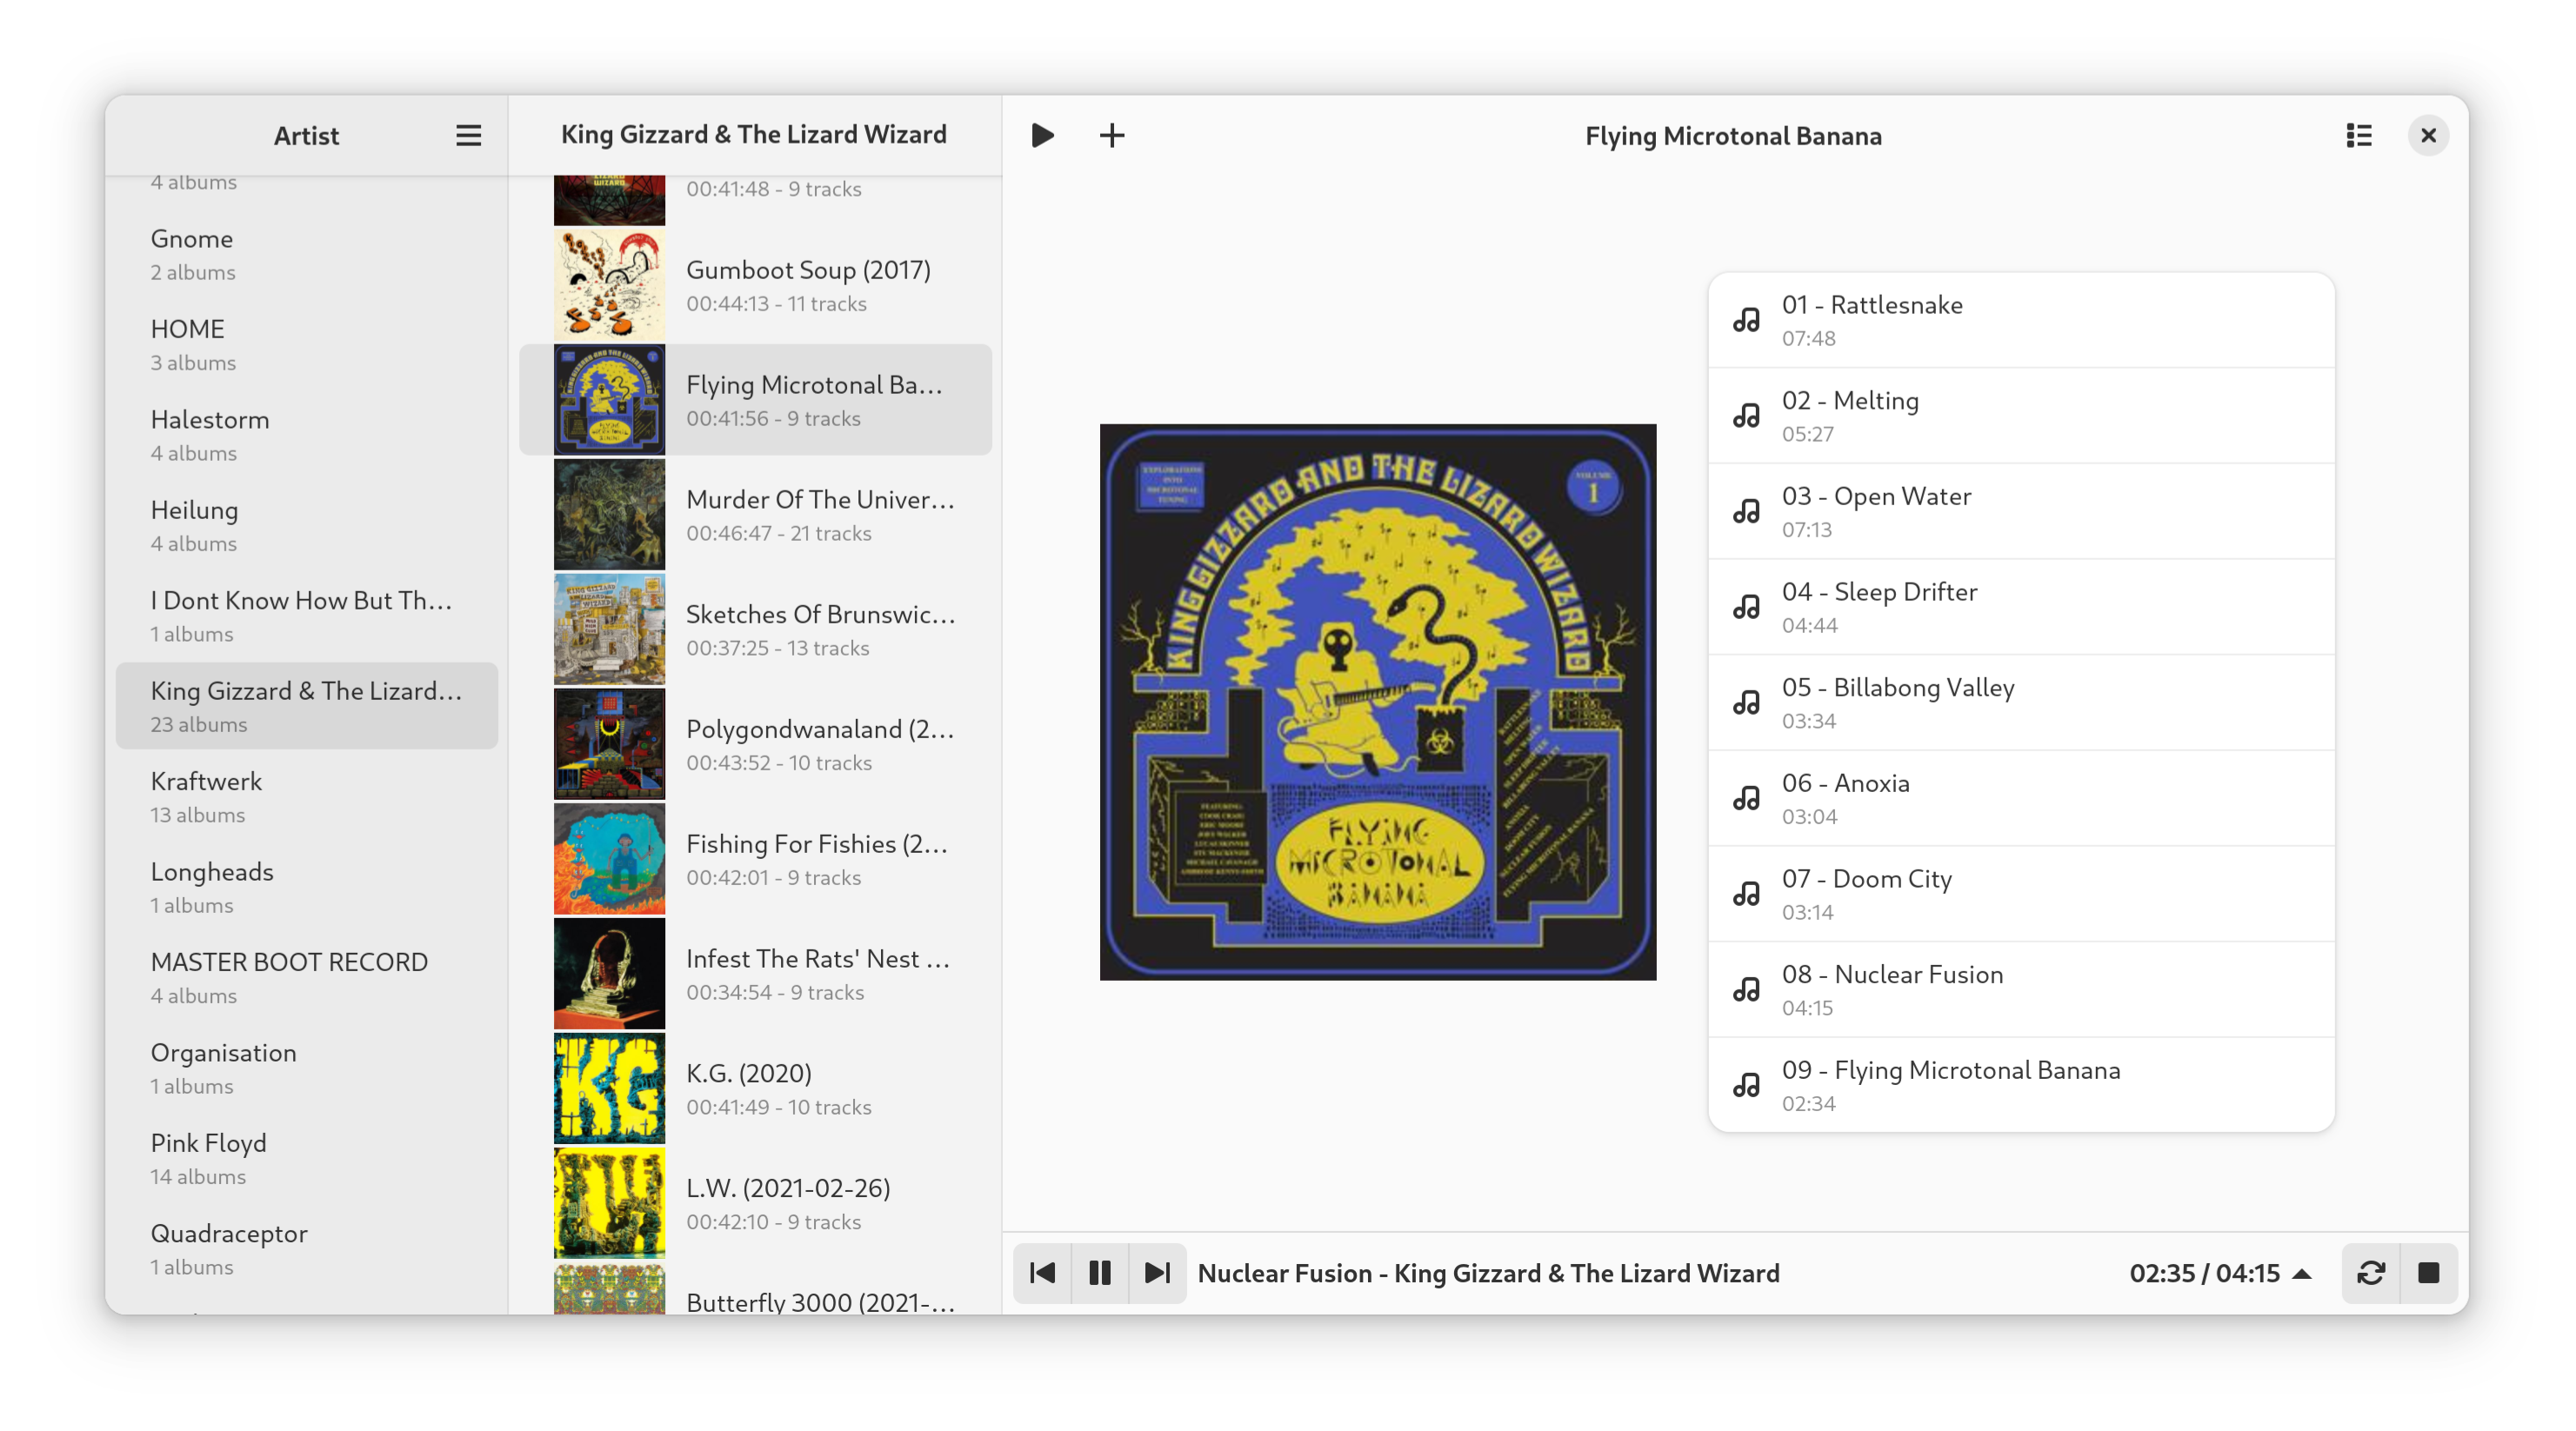 Artist
4 albums
Gnome
2 albums
HOME
3 albums
Halestorm
4 albums
Heilung
4 albums
I Dont Know How But Th...
1 albums
King Gizzard & The Lizard...
23 albums
Kraftwerk
13 albums
Longheads
1 albums
MASTER BOOT RECORD
4 albums
Organisation
1 albums
Pink Floyd
14 albums
Quadraceptor
1 albums
King Gizzard & The Lizard Wizard
00:41:48 - 9 tracks
Gumboot Soup (2017)
00:44:13 - 11 tracks
Flying Microtonal Ba...
00:41:56 - 9 tracks
Murder Of The Univer...
00:46:47 - 21 tracks
Sketches Of Brunswic...
00:37:25 - 13 tracks
Polygondwanaland (2...
00:43:52 - 10 tracks
Fishing For Fishies (2...
00:42:01 - 9 tracks
Infest The Rats' Nest ...
00:34:54 - 9 tracks
K.G. (2020)
00:41:49 - 10 tracks
L.W. (2021-02-26)
00:42:10 - 9 tracks
Butterfly 3000 (2021-...
Flying Microtonal Banana
EXPLORATIONS
INTO
MICROTONAL
TUNING
VOLUME
1
KING GIZZARD AND THE LIZARD WIZARD
FLYING
MICROTONAL
BANANA
01 - Rattlesnake
07:48
02 - Melting
05:27
03 - Open Water
07:13
04 - Sleep Drifter
04:44
05 - Billabong Valley
03:34
06 - Anoxia
03:04
07 - Doom City
03:14
08 - Nuclear Fusion
04:15
09 - Flying Microtonal Banana
02:34
Nuclear Fusion - King Gizzard & The Lizard Wizard
02:35 / 04:15